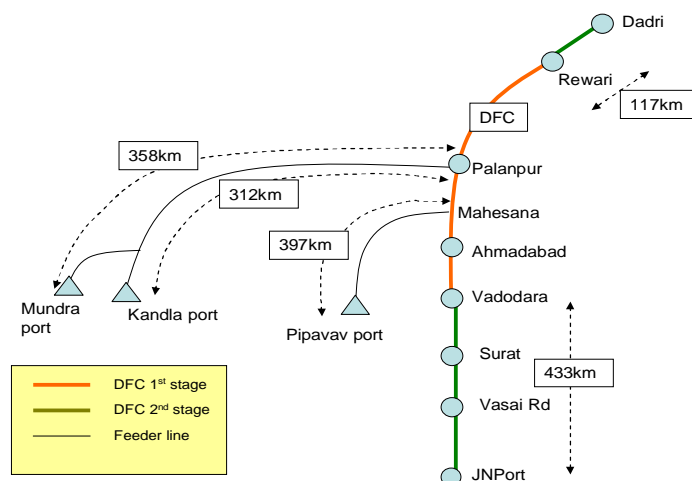 Dadri
Rewari
117km
DFC
358km
Palanpur
312km
Mahesana
397km
Ahmadabad
Mundra
port
Kandla port
Vadodara
Pipavav port
Surat
433km
DFC 1st stage
DFC 2nd stage
Feeder line
Vasai Rd
JNPort